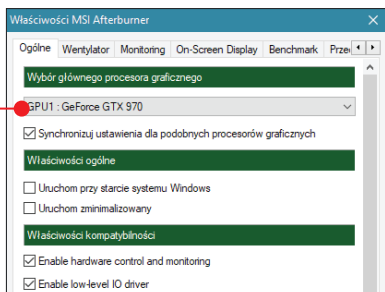 Właściwości MSI Afterburner
Ogólne Wentylator Monitoring On-Screen Display Benchmark
Wybór głównego procesora graficznego
GPU1 : GeForce GTX 970
Synchronizuj ustawienia dla podobnych procesorów graficznych
Właściwości ogólne
Uruchom przy starcie systemu Windows
Uruchom zminimalizowany
Właściwości kompatybilności
Enable hardware control and monitoring
Enable low-level IO driver